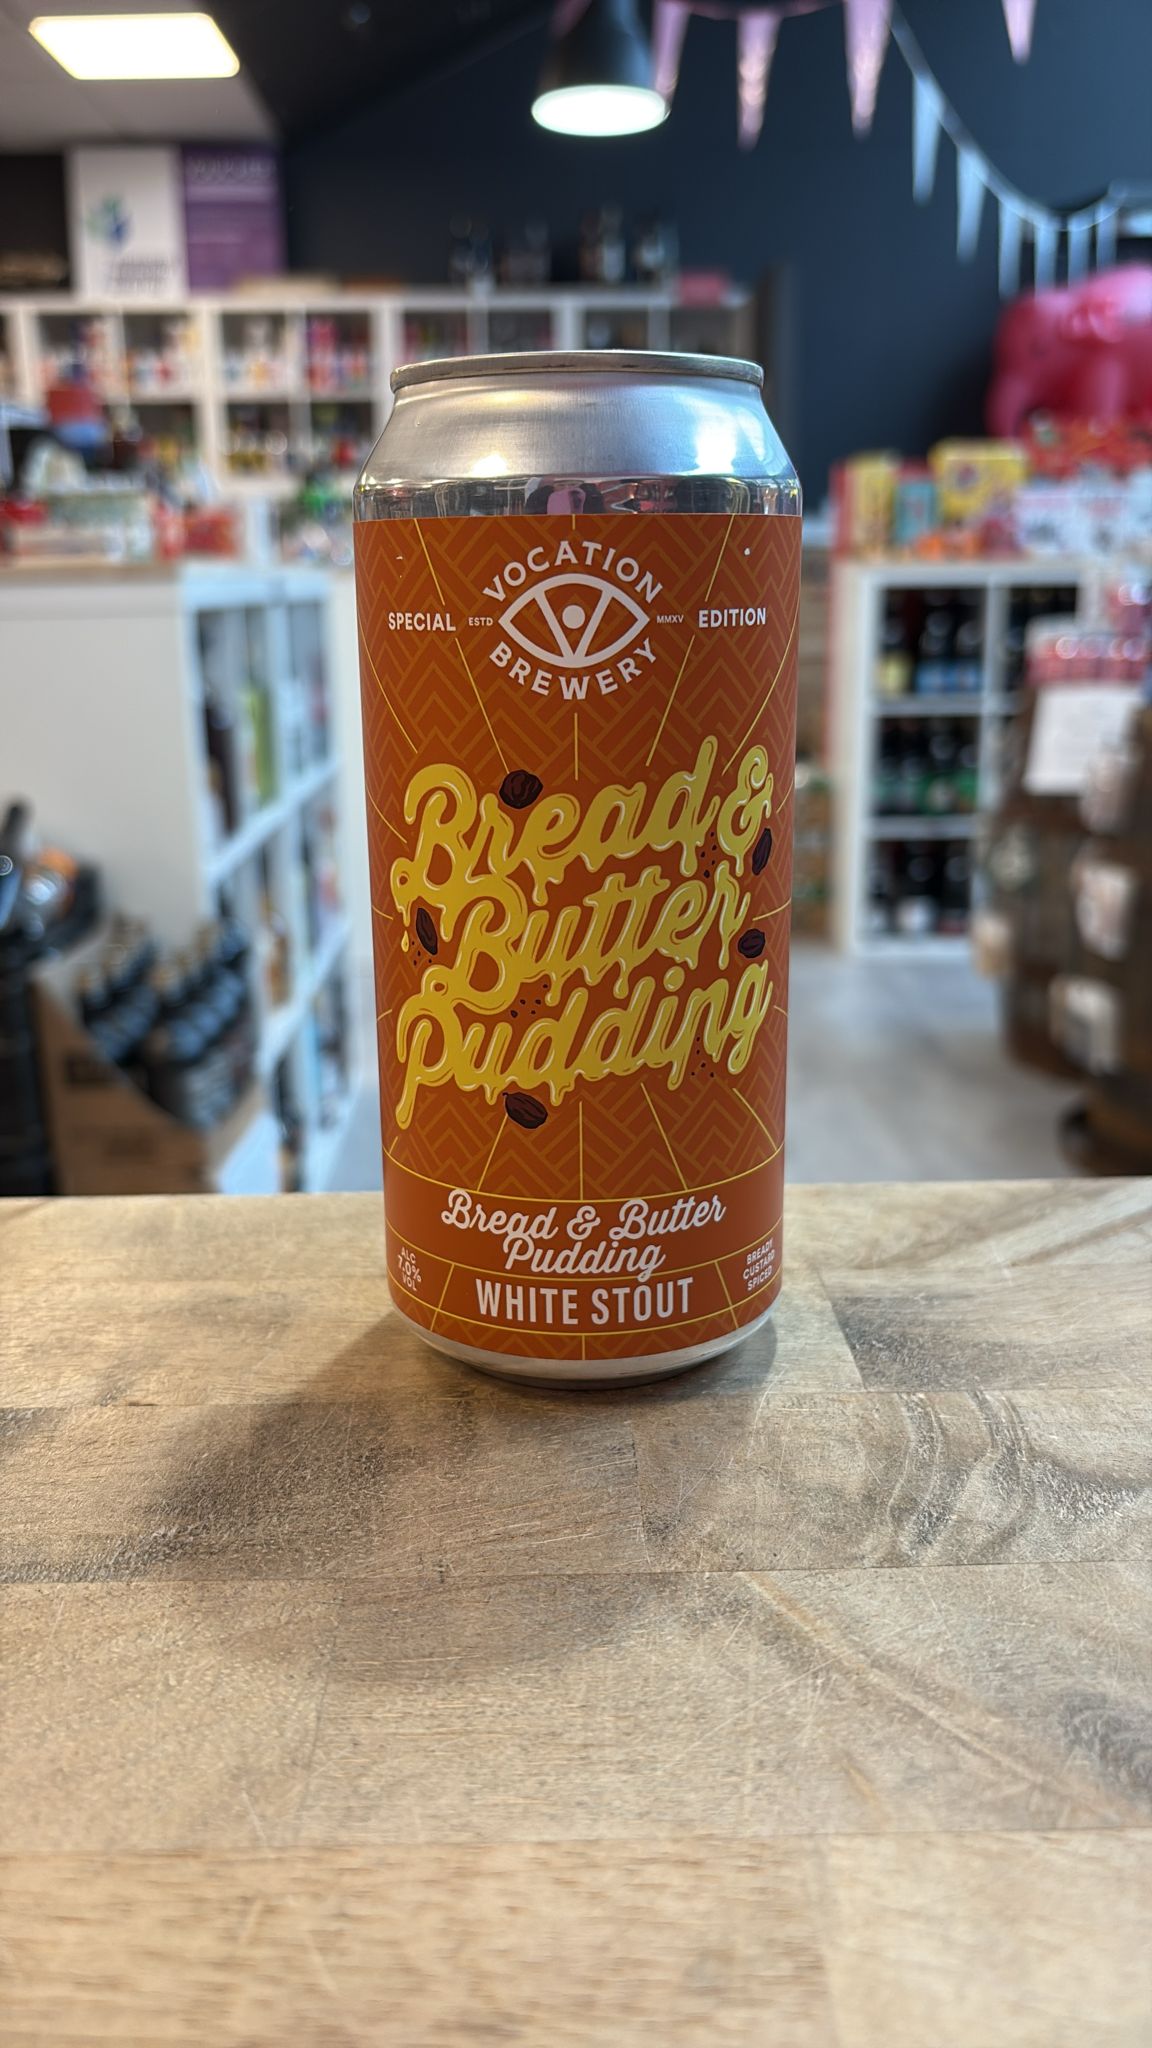 VOCATION
SPECIAL ESTD MMXV EDITION
BREWERY
Bread &
Butter
Pudding
Bread & Butter
Pudding
WHITE STOUT
ALC
7.0%
VOL
BREADY
CUSTARD
SPICED